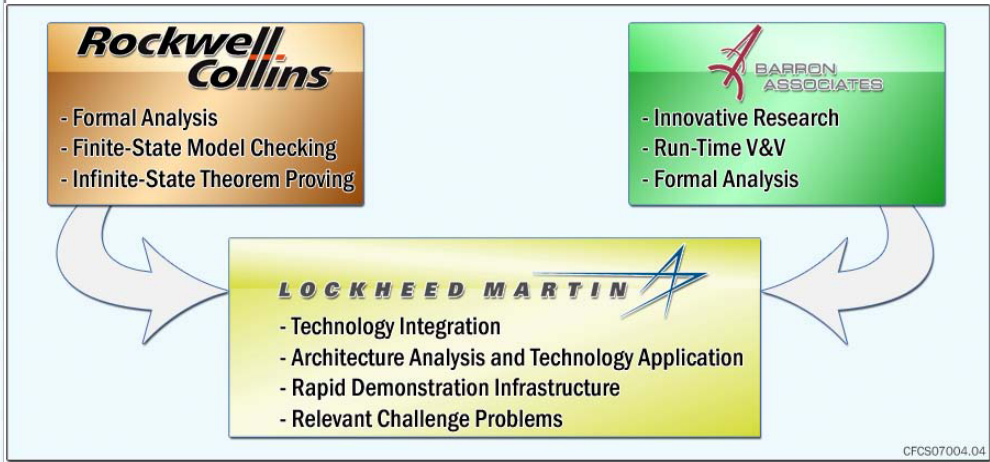 Rockwell
Collins
- Formal Analysis
- Finite-State Model Checking
- Infinite-State Theorem Proving
BARRON
ASSOCIATES
- Innovative Research
- Run-Time V&V
- Formal Analysis
LOCKHEED MARTIN
- Technology Integration
- Architecture Analysis and Technology Application
- Rapid Demonstration Infrastructure
- Relevant Challenge Problems
CFCS07004.04